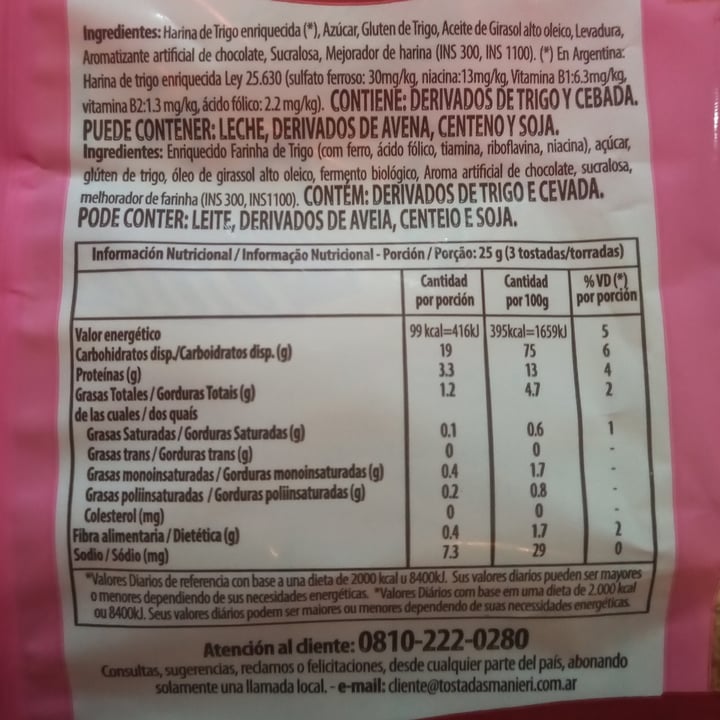 Ingredientes: Harina de Trigo enriquecida (*), Azúcar, Gluten de Trigo, Aceite de Girasol alto oleico, Levadura,
Aromatizante artificial de chocolate, Sucralosa, Mejorador de harina (INS 300, INS 1100). (*) En Argentina:
Harina de trigo enriquecida Ley 25.630 (sulfato ferroso: 30mg/kg, niacina:13mg/kg, Vitamina B1:6.3mg/kg,
vitamina B2:1.3 mg/kg, ácido fólico: 2.2 mg/kg). CONTIENE: DERIVADOS DE TRIGO Y CEBADA.
PUEDE CONTENER: LECHE, DERIVADOS DE AVENA, CENTENO Y SOJA.
Ingredientes: Enriquecido Farinha de Trigo (com ferro, ácido fólico, tiamina, riboflavina, niacina), açúcar,
glúten de trigo, óleo de girassol alto oleico, fermento biológico, Aroma artificial de chocolate, sucralosa,
melhorador de farinha (INS 300, INS1100). CONTÉM: DERIVADOS DE TRIGO E CEVADA.
PODE CONTER: LEITE, DERIVADOS DE AVEIA, CENTEIO E SOJA.
Información Nutricional / Informação Nutricional - Porción / Porção: 25 g (3 tostadas/torradas)
Cantidad por porción Cantidad por 100g % VD (*) por porción
Valor energético 99 kcal=416kJ 395kcal=1659kJ 5
Carbohidratos disp./Carboidratos disp. (g) 19 75 6
Proteínas (g) 3.3 13 4
Grasas Totales / Gorduras Totais (g) 1.2 4.7 2
de las cuales / dos quais
Grasas Saturadas / Gorduras Saturadas (g) 0.1 0.6 1
Grasas trans / Gorduras trans (g) 0 0 -
Grasas monoinsaturadas / Gorduras monoinsaturadas (g) 0.4 1.7 -
Grasas poliinsaturadas / Gorduras poliinsaturadas (g) 0.2 0.8 -
Colesterol (mg) 0 0 -
Fibra alimentaria / Dietética (g) 0.4 1.7 2
Sodio / Sódio (mg) 7.3 29 0
*Valores Diarios de referencia con base a una dieta de 2000 kcal u 8400kJ. Sus valores diarios pueden ser mayores
o menores dependiendo de sus necesidades energéticas. *Valores Diários com base em uma dieta de 2.000 kcal
ou 8400kJ. Seus valores diários podem ser maiores ou menores dependendo de suas necessidades energéticas.
Atención al cliente: 0810-222-0280
Consultas, sugerencias, reclamos o felicitaciones, desde cualquier parte del país, abonando
solamente una llamada local. - e-mail: cliente@tostadasmanieri.com.ar